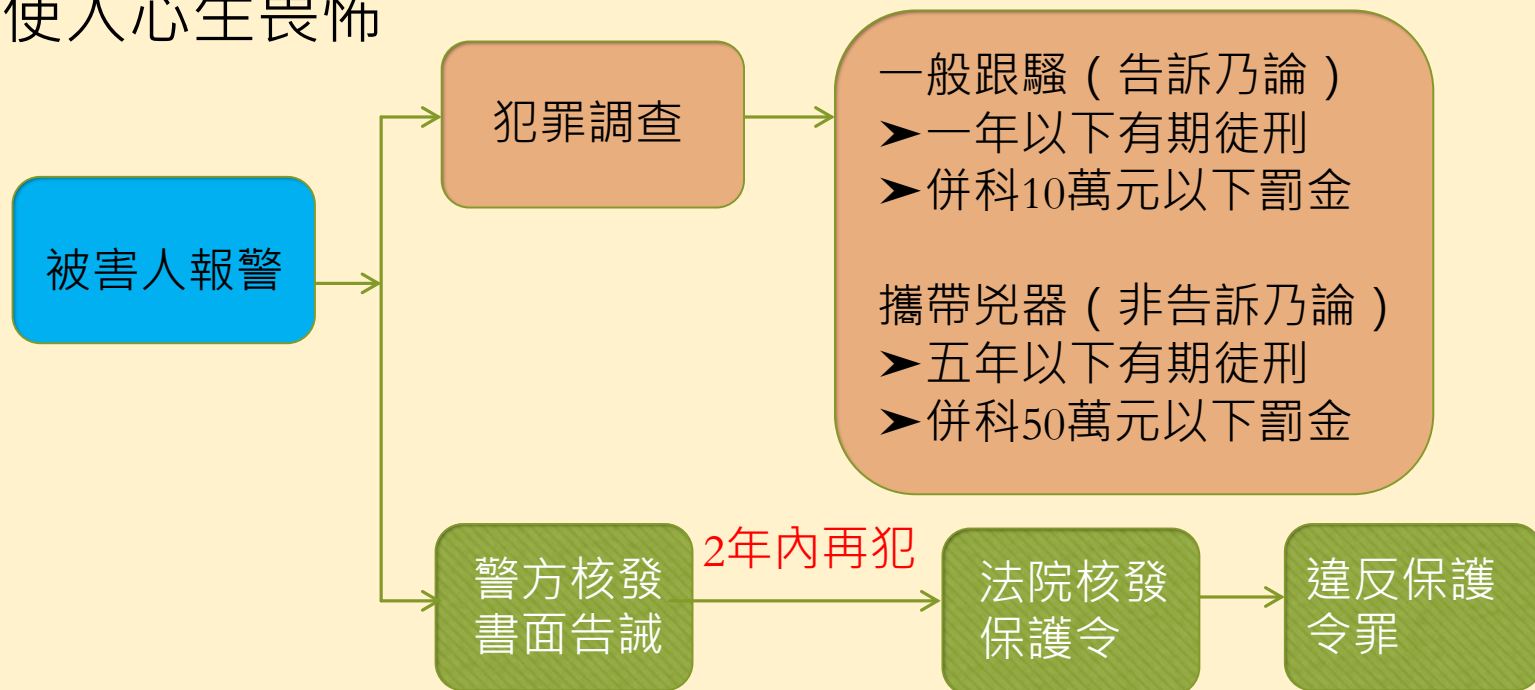 使人心生畏怖
被害人報警
犯罪調查
一般跟騷（告訴乃論）
➤一年以下有期徒刑
➤併科10萬元以下罰金
攜帶兇器（非告訴乃論）
➤五年以下有期徒刑
➤併科50萬元以下罰金
警方核發
書面告誡
2年內再犯
法院核發
保護令
違反保護
令罪